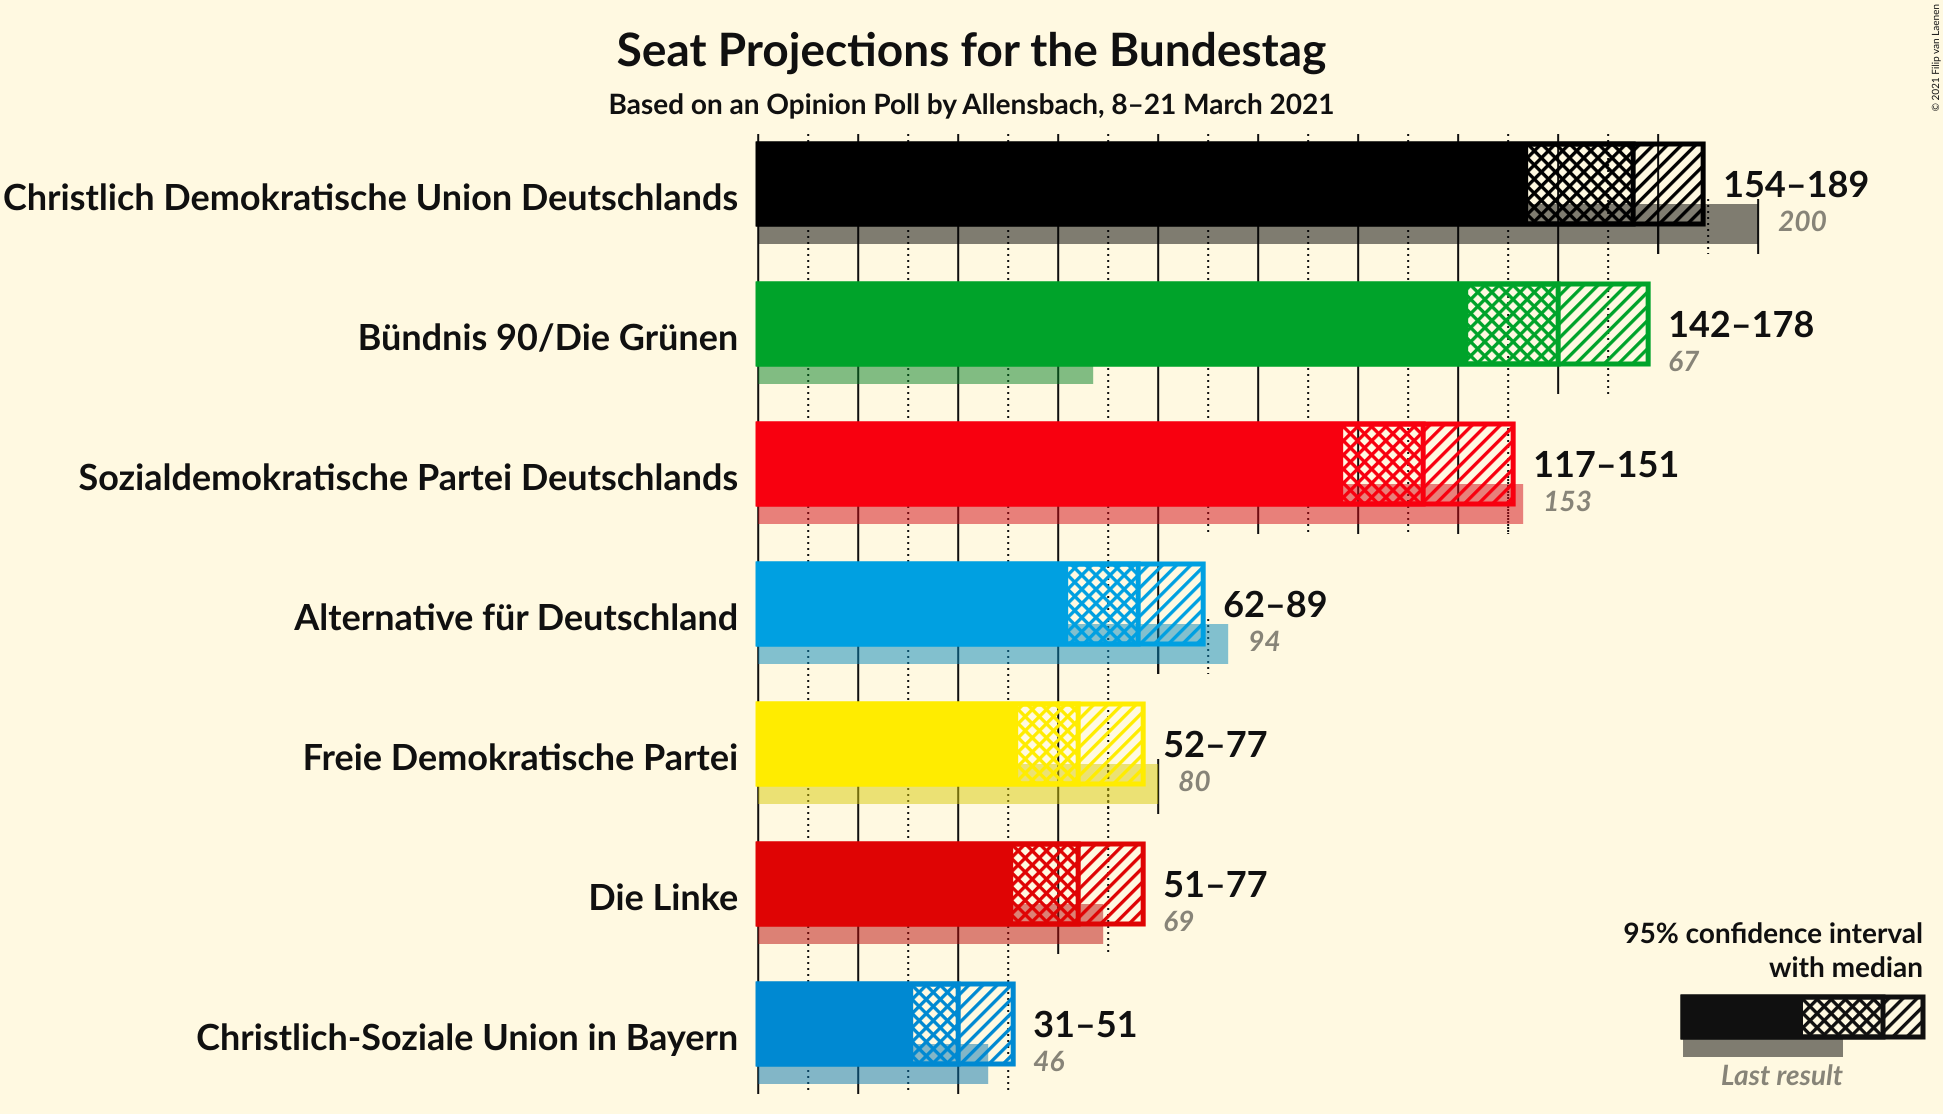 Seat Projections for the Bundestag
Based on an Opinion Poll by Allensbach, 8–21 March 2021
© 2021 Filip van Laenen
Christlich Demokratische Union Deutschlands
154–189
200
Bündnis 90/Die Grünen
142–178
67
Sozialdemokratische Partei Deutschlands
117–151
153
Alternative für Deutschland
62–89
94
Freie Demokratische Partei
52–77
80
Die Linke
51–77
69
Christlich-Soziale Union in Bayern
31–51
46
95% confidence interval
with median
Last result